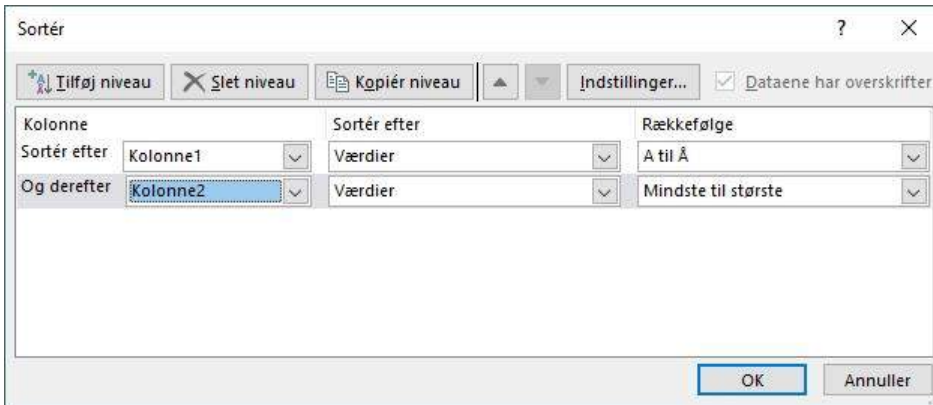 Sortér ?
Tilføj niveau Slet niveau Kopiér niveau Indstillinger... Dataene har overskrifter
Kolonne Sortér efter Rækkefølge
Sortér efter Kolonne1 Værdier A til Å
Og derefter Kolonne2 Værdier Mindste til største
OK Annuller